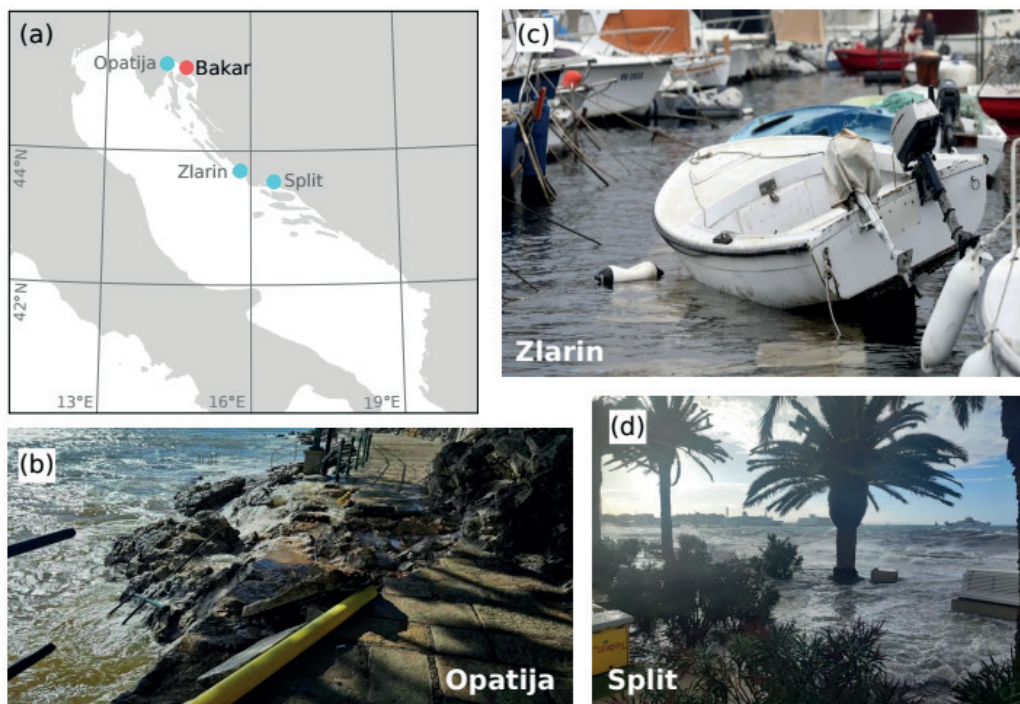 (a)
Opatija
Bakar
44°N
Zlarin
Split
42°N
13°E
16°E
19°E
(c)
Zlarin
(b)
Opatija
(d)
Split